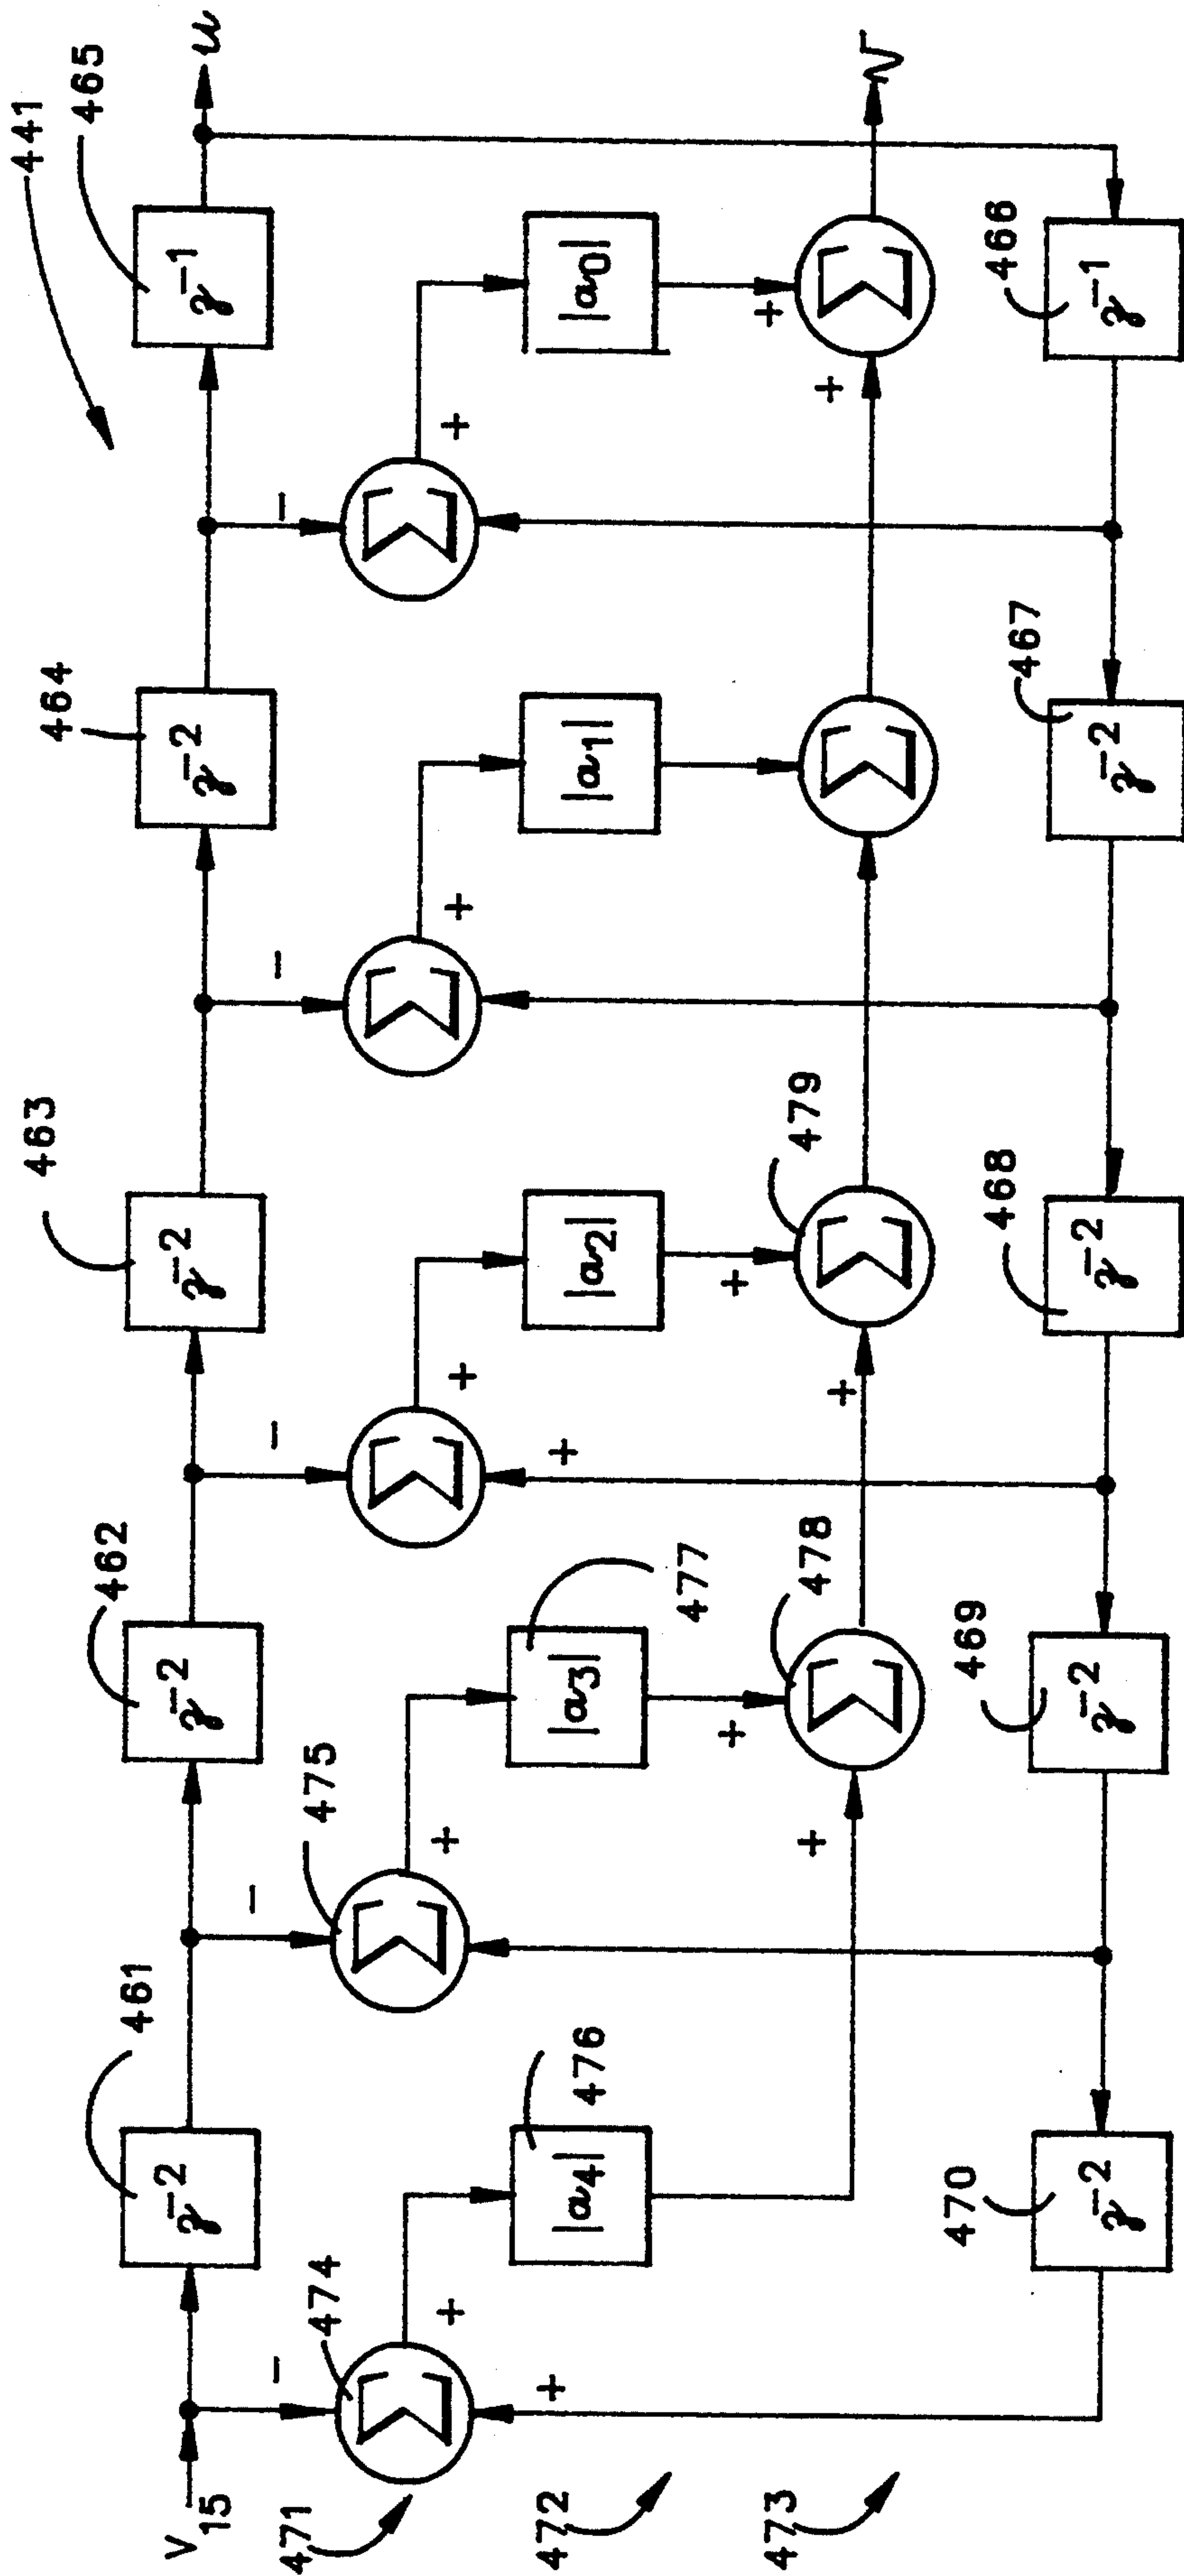 441
461
462
463
464
465
V15
z⁻²
z⁻²
z⁻²
z⁻²
z⁻¹
u
−
−
−
−
−
471
474
Σ
475
Σ
Σ
Σ
Σ
+
+
+
+
+
+
+
472
|a4|
476
|a3|
477
|a2|
|a1|
|a0|
+
+
+
473
478
479
+
Σ
+
Σ
Σ
+
Σ
v
470
469
468
467
466
z⁻²
z⁻²
z⁻²
z⁻²
z⁻¹